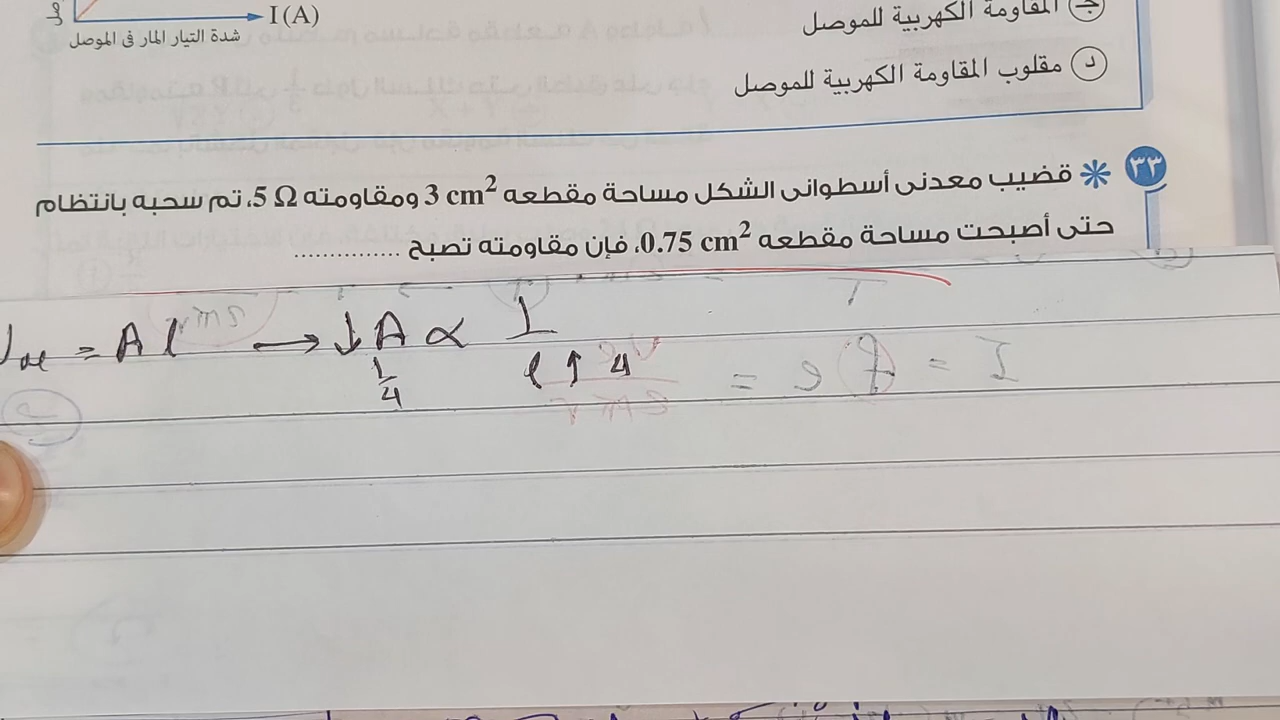 I (A)
شدة التيار المار فى الموصل
جـ المقاومة الكهربية للموصل
د مقلوب المقاومة الكهربية للموصل
٣٣ * قضيب معدنى أسطوانى الشكل مساحة مقطعه 3 cm² ومقاومته 5 Ω، تم سحبه بانتظام
حتى أصبحت مساحة مقطعه 0.75 cm²، فإن مقاومته تصبح ................
= A l → ↓ A ∝ 1
1/4 l ↑ 4